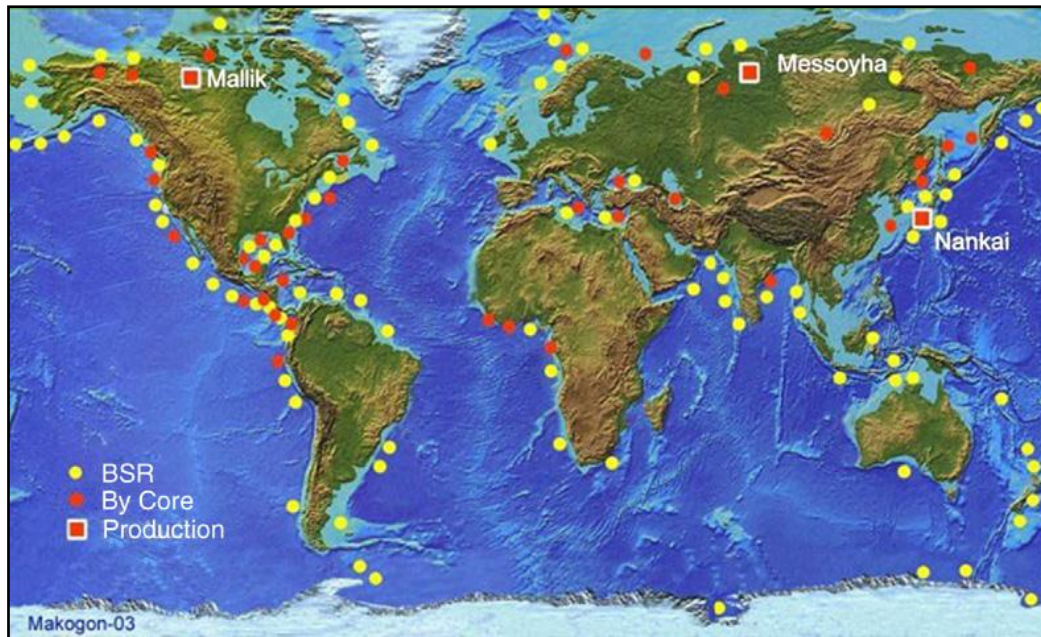 Mallik
Messoyha
Nankai
BSR
By Core
Production
Makogon-03